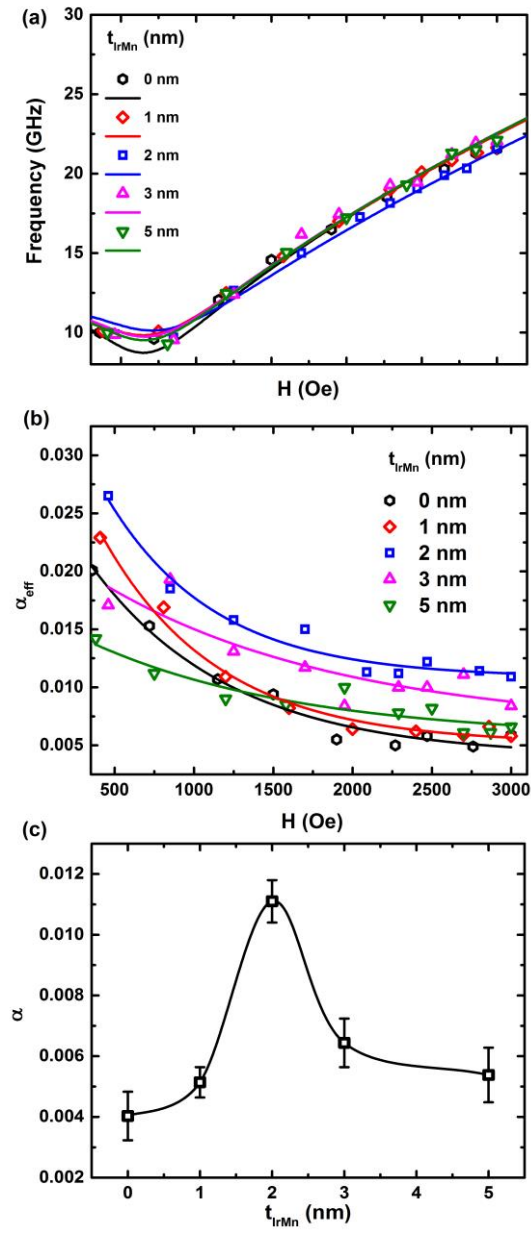 (a)
t_IrMn (nm)
0 nm
1 nm
2 nm
3 nm
5 nm
30
25
20
15
10
Frequency (GHz)
H (Oe)
(b)
0.030
0.025
0.020
0.015
0.010
0.005
α_eff
t_IrMn (nm)
0 nm
1 nm
2 nm
3 nm
5 nm
500 1000 1500 2000 2500 3000
H (Oe)
(c)
0.012
0.010
0.008
0.006
0.004
0.002
α
0 1 2 3 4 5
t_IrMn (nm)